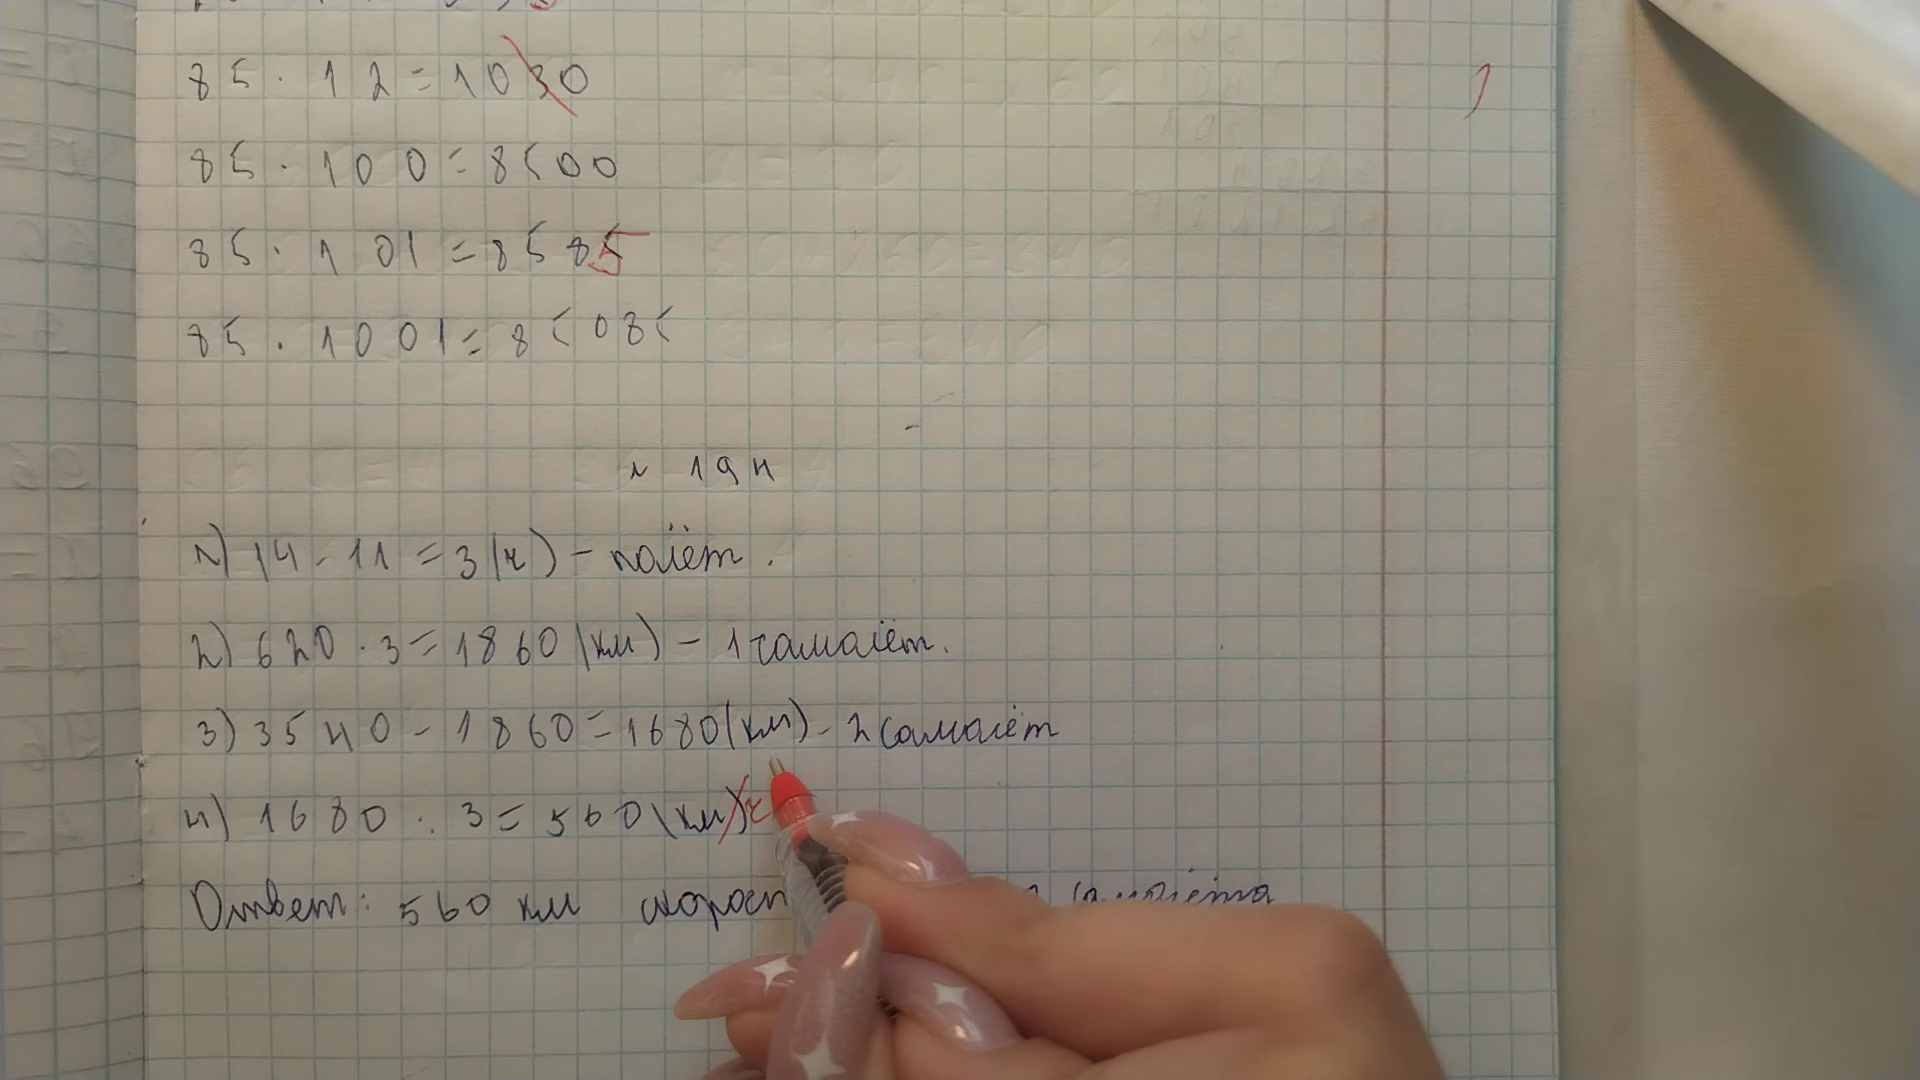 85 · 12 = 1030
85 · 100 = 8500
85 · 101 = 8585
85 · 1001 = 85085
№ 194
1) 14 - 11 = 3 (ч) - полёт.
2) 620 · 3 = 1860 (км) - 1 самолёт.
3) 3540 - 1860 = 1680 (км) - 2 самолёт
4) 1680 : 3 = 560 (км)
Ответ: 560 км самолёта